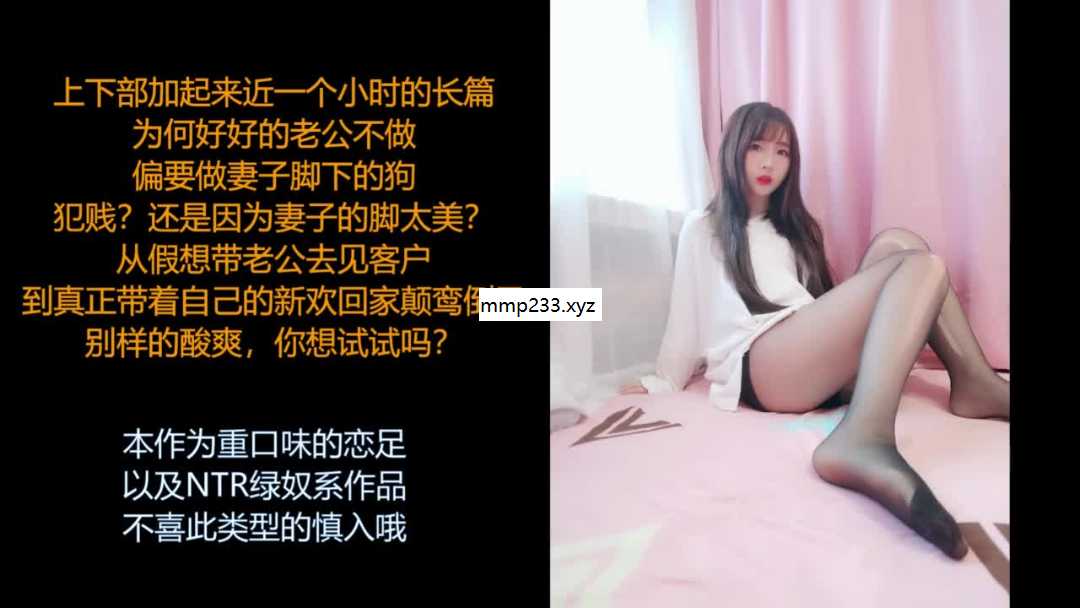 上下部加起来近一个小时的长篇
为何好好的老公不做
偏要做妻子脚下的狗
犯贱？还是因为妻子的脚太美？
从假想带老公去见客户
到真正带着自己的新欢回家颠鸾
mmp233.xyz
别样的酸爽，你想试试吗？
本作为重口味的恋足
以及NTR绿奴系作品
不喜此类型的慎入哦